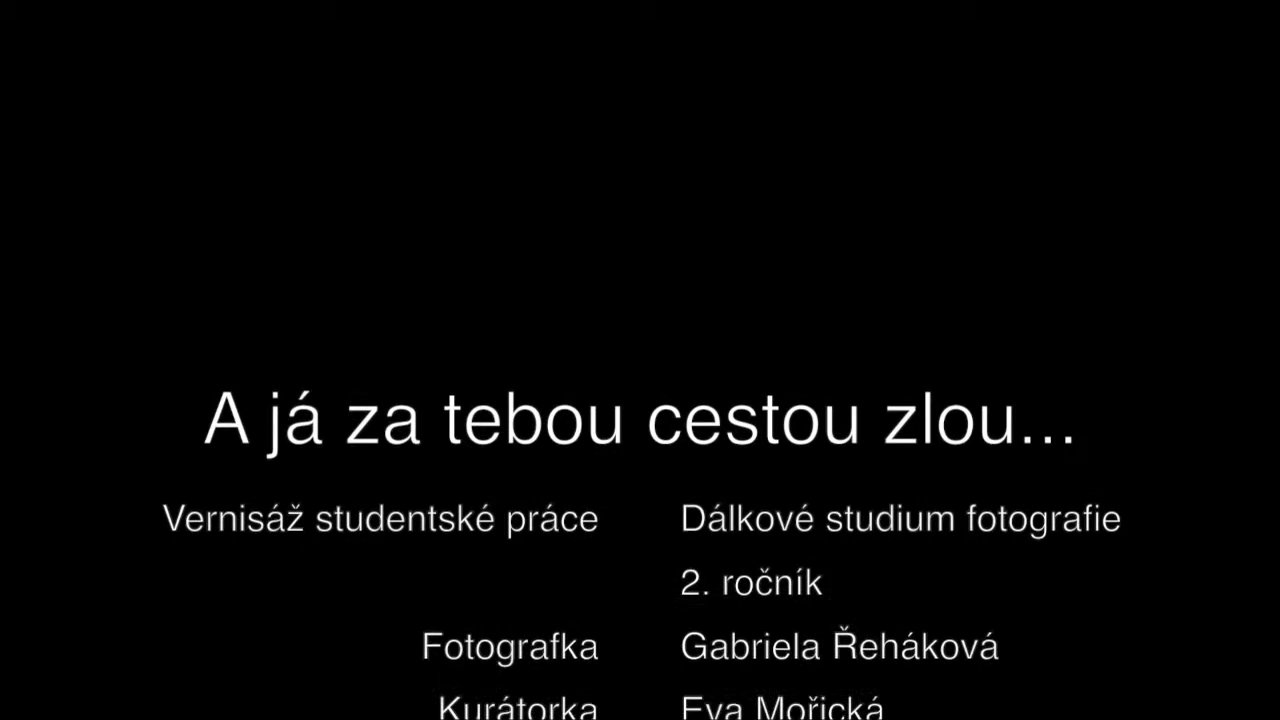 A já za tebou cestou zlou...
Vernisáž studentské práce Dálkové studium fotografie
2. ročník
Fotografka Gabriela Řeháková
Kurátorka Eva Mořická